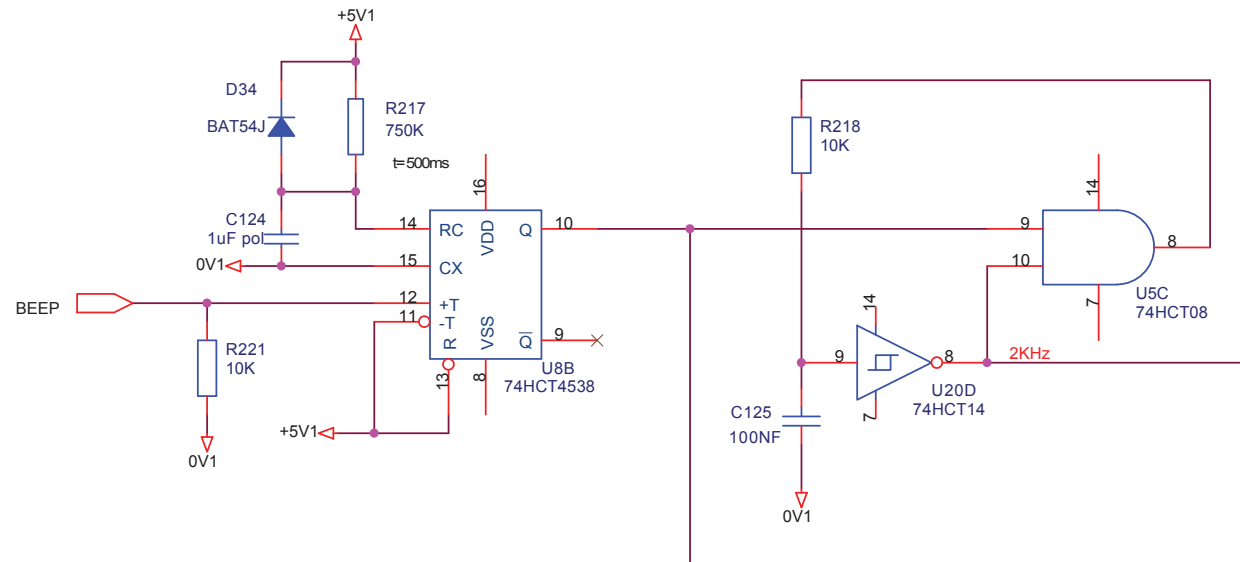 +5V1
D34
BAT54J
R217
750K
t=500ms
C124
1uF pol
0V1
BEEP
R221
10K
0V1
+5V1
14
15
12
11
13
16
8
10
9
RC
CX
+T
-T
R
VDD
VSS
Q
Q
U8B
74HCT4538
R218
10K
C125
100NF
0V1
9
14
7
8
U20D
74HCT14
2KHz
9
10
14
7
8
U5C
74HCT08